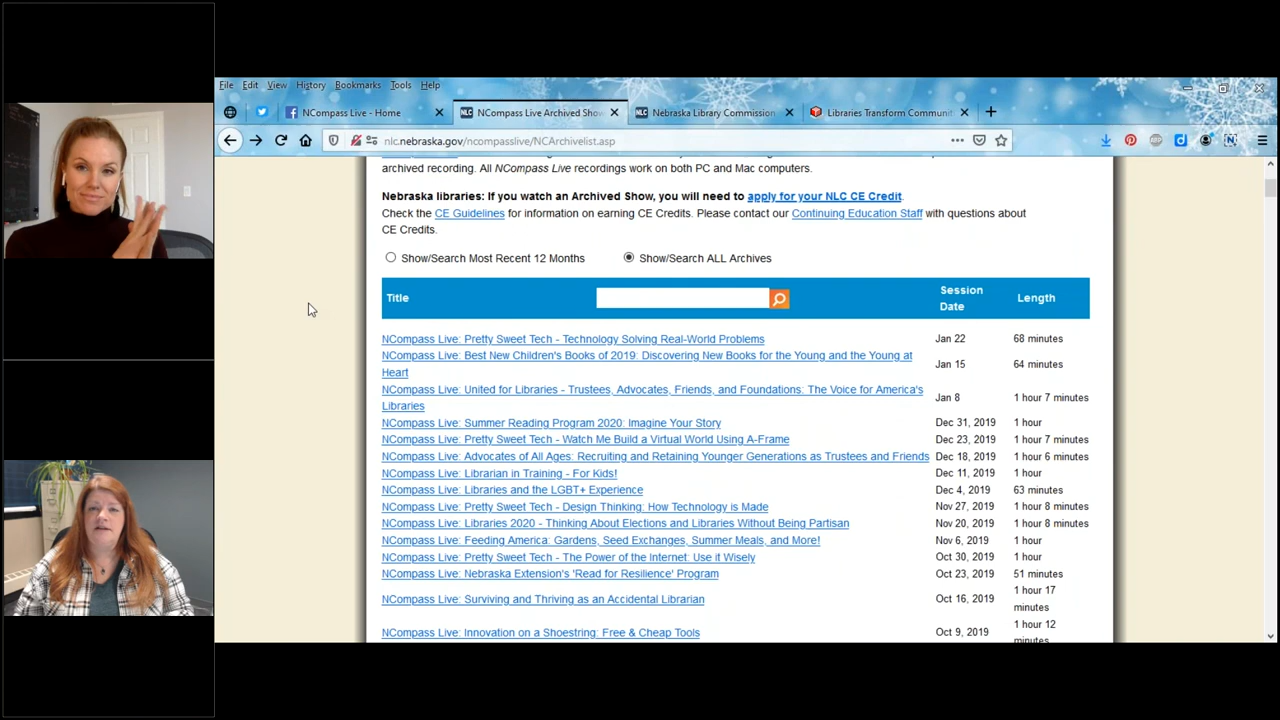 File Edit View History Bookmarks Tools Help
NCompass Live - Home
NLC NCompass Live Archived Show
NLC Nebraska Library Commission
Libraries Transform Communit
nlc.nebraska.gov/ncompasslive/NCArchivelist.asp
archived recording. All NCompass Live recordings work on both PC and Mac computers.
Nebraska libraries: If you watch an Archived Show, you will need to apply for your NLC CE Credit.
Check the CE Guidelines for information on earning CE Credits. Please contact our Continuing Education Staff with questions about
CE Credits.
Show/Search Most Recent 12 Months Show/Search ALL Archives
Title Session Date Length
NCompass Live: Pretty Sweet Tech - Technology Solving Real-World Problems Jan 22 68 minutes
NCompass Live: Best New Children's Books of 2019: Discovering New Books for the Young and the Young at
Heart Jan 15 64 minutes
NCompass Live: United for Libraries - Trustees, Advocates, Friends, and Foundations: The Voice for America's
Libraries Jan 8 1 hour 7 minutes
NCompass Live: Summer Reading Program 2020: Imagine Your Story Dec 31, 2019 1 hour
NCompass Live: Pretty Sweet Tech - Watch Me Build a Virtual World Using A-Frame Dec 23, 2019 1 hour 7 minutes
NCompass Live: Advocates of All Ages: Recruiting and Retaining Younger Generations as Trustees and Friends Dec 18, 2019 1 hour 6 minutes
NCompass Live: Librarian in Training - For Kids! Dec 11, 2019 1 hour
NCompass Live: Libraries and the LGBT+ Experience Dec 4, 2019 63 minutes
NCompass Live: Pretty Sweet Tech - Design Thinking: How Technology is Made Nov 27, 2019 1 hour 8 minutes
NCompass Live: Libraries 2020 - Thinking About Elections and Libraries Without Being Partisan Nov 20, 2019 1 hour 8 minutes
NCompass Live: Feeding America: Gardens, Seed Exchanges, Summer Meals, and More! Nov 6, 2019 1 hour
NCompass Live: Pretty Sweet Tech - The Power of the Internet: Use it Wisely Oct 30, 2019 1 hour
NCompass Live: Nebraska Extension's 'Read for Resilience' Program Oct 23, 2019 51 minutes
NCompass Live: Surviving and Thriving as an Accidental Librarian Oct 16, 2019 1 hour 17
minutes
NCompass Live: Innovation on a Shoestring: Free & Cheap Tools Oct 9, 2019 1 hour 12
minutes